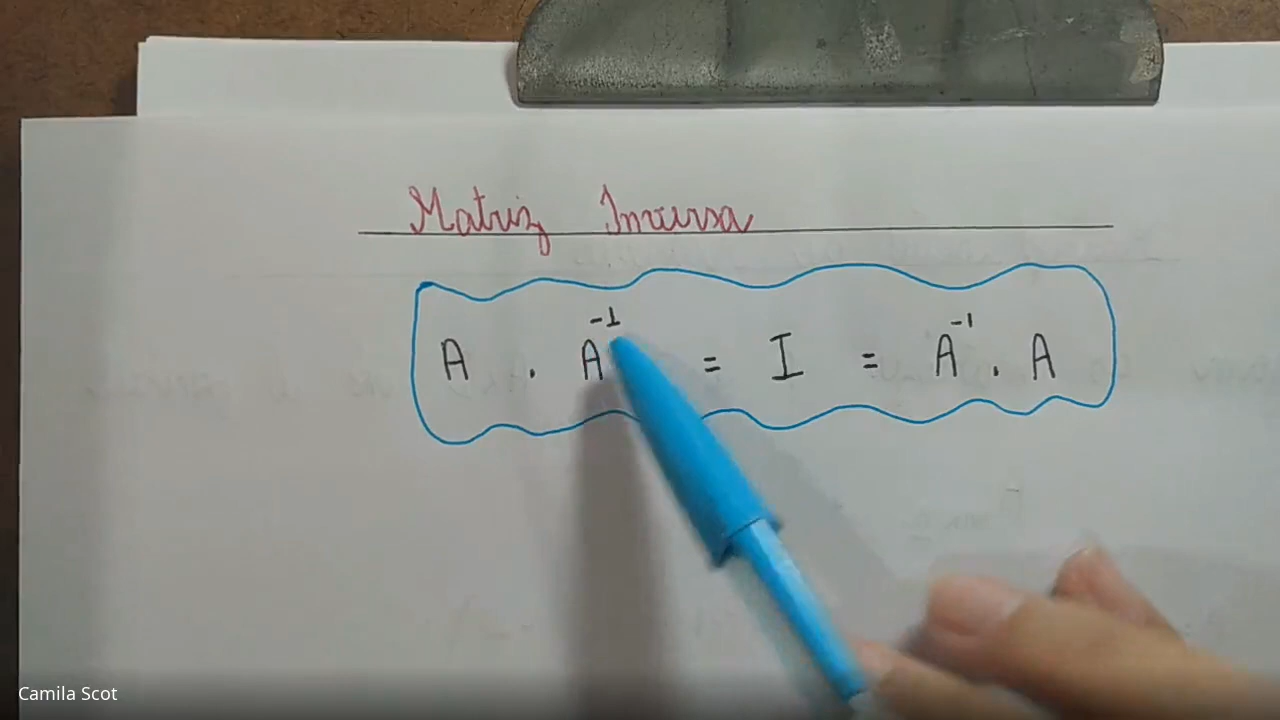 Matriz Inversa
A . A⁻¹ = I = A⁻¹ . A
Camila Scot